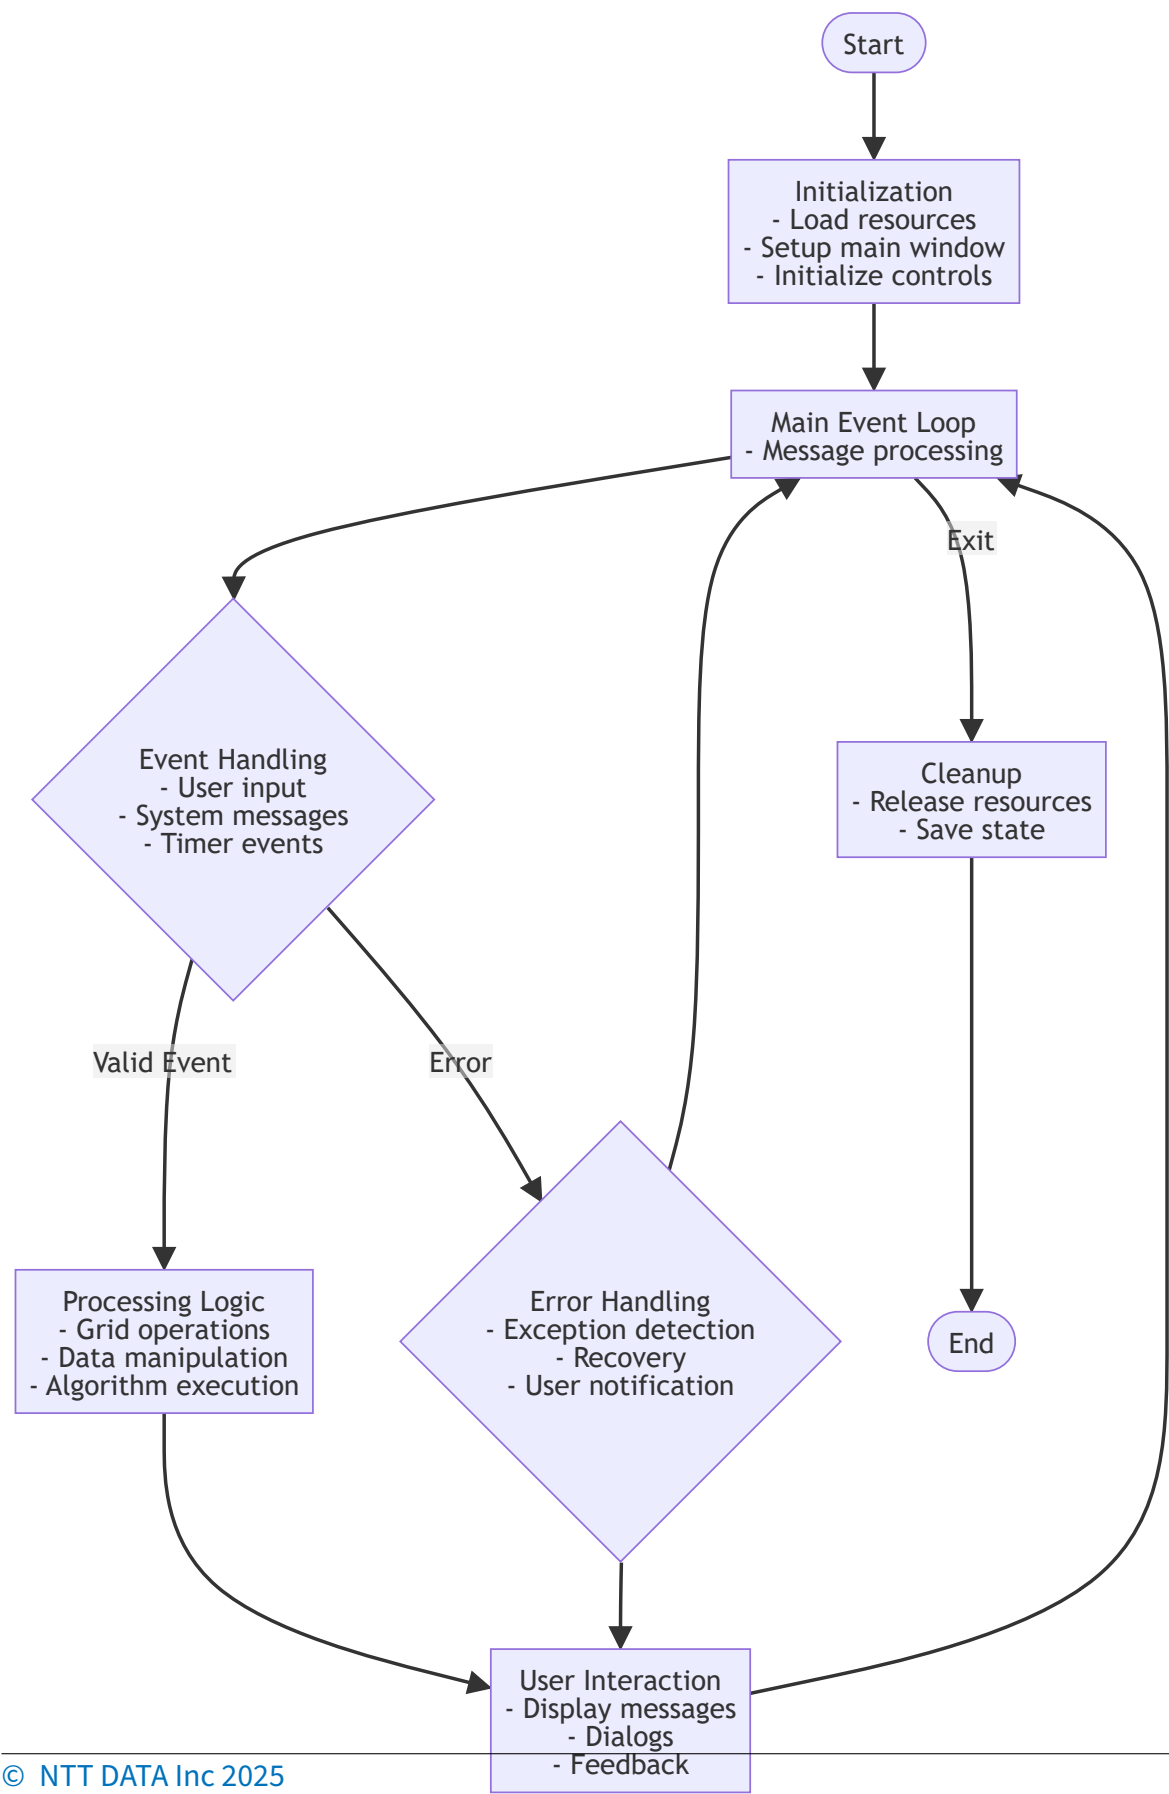 Start
Initialization
- Load resources
- Setup main window
- Initialize controls
Main Event Loop
- Message processing
Exit
Event Handling
- User input
- System messages
- Timer events
Cleanup
- Release resources
- Save state
Valid Event
Error
Processing Logic
- Grid operations
- Data manipulation
- Algorithm execution
Error Handling
- Exception detection
- Recovery
- User notification
End
User Interaction
- Display messages
- Dialogs
- Feedback
© NTT DATA Inc 2025